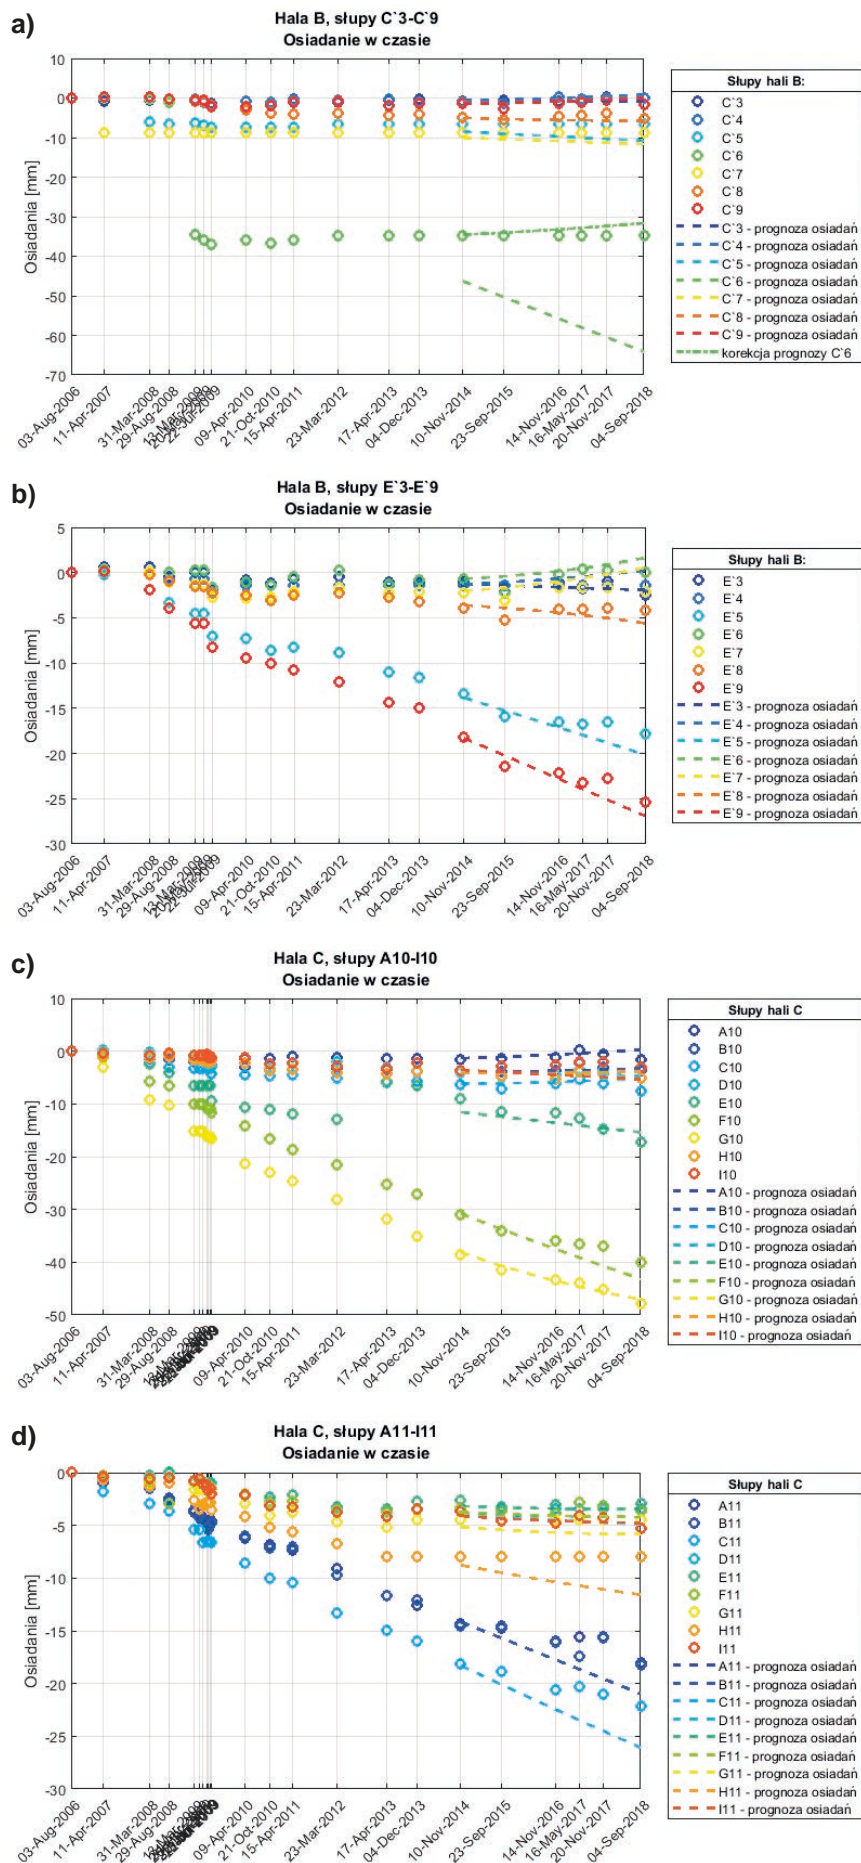 a)
Hala B, słupy C`3-C`9
Osiadanie w czasie
Osiadania [mm]
10
0
-10
-20
-30
-40
-50
-60
-70
03-Aug-2006
11-Apr-2007
31-Mar-2008
29-Aug-2008
09-Apr-2010
21-Oct-2010
15-Apr-2011
23-Mar-2012
17-Apr-2013
04-Dec-2013
10-Nov-2014
23-Sep-2015
14-Nov-2016
16-May-2017
20-Nov-2017
04-Sep-2018
Słupy hali B:
C`3
C`4
C`5
C`6
C`7
C`8
C`9
C`3 - prognoza osiadań
C`4 - prognoza osiadań
C`5 - prognoza osiadań
C`6 - prognoza osiadań
C`7 - prognoza osiadań
C`8 - prognoza osiadań
C`9 - prognoza osiadań
korekcja prognozy C`6
b)
Hala B, słupy E`3-E`9
Osiadanie w czasie
Osiadania [mm]
5
0
-5
-10
-15
-20
-25
-30
03-Aug-2006
11-Apr-2007
31-Mar-2008
29-Aug-2008
09-Apr-2010
21-Oct-2010
15-Apr-2011
23-Mar-2012
17-Apr-2013
04-Dec-2013
10-Nov-2014
23-Sep-2015
14-Nov-2016
16-May-2017
20-Nov-2017
04-Sep-2018
Słupy hali B:
E`3
E`4
E`5
E`6
E`7
E`8
E`9
E`3 - prognoza osiadań
E`4 - prognoza osiadań
E`5 - prognoza osiadań
E`6 - prognoza osiadań
E`7 - prognoza osiadań
E`8 - prognoza osiadań
E`9 - prognoza osiadań
c)
Hala C, słupy A10-I10
Osiadanie w czasie
Osiadania [mm]
10
0
-10
-20
-30
-40
-50
03-Aug-2006
11-Apr-2007
31-Mar-2008
29-Aug-2008
09-Apr-2010
21-Oct-2010
15-Apr-2011
23-Mar-2012
17-Apr-2013
04-Dec-2013
10-Nov-2014
23-Sep-2015
14-Nov-2016
16-May-2017
20-Nov-2017
04-Sep-2018
Słupy hali C
A10
B10
C10
D10
E10
F10
G10
H10
I10
A10 - prognoza osiadań
B10 - prognoza osiadań
C10 - prognoza osiadań
D10 - prognoza osiadań
E10 - prognoza osiadań
F10 - prognoza osiadań
G10 - prognoza osiadań
H10 - prognoza osiadań
I10 - prognoza osiadań
d)
Hala C, słupy A11-I11
Osiadanie w czasie
Osiadania [mm]
0
-5
-10
-15
-20
-25
-30
03-Aug-2006
11-Apr-2007
31-Mar-2008
29-Aug-2008
09-Apr-2010
21-Oct-2010
15-Apr-2011
23-Mar-2012
17-Apr-2013
04-Dec-2013
10-Nov-2014
23-Sep-2015
14-Nov-2016
16-May-2017
20-Nov-2017
04-Sep-2018
Słupy hali C
A11
B11
C11
D11
E11
F11
G11
H11
I11
A11 - prognoza osiadań
B11 - prognoza osiadań
C11 - prognoza osiadań
D11 - prognoza osiadań
E11 - prognoza osiadań
F11 - prognoza osiadań
G11 - prognoza osiadań
H11 - prognoza osiadań
I11 - prognoza osiadań